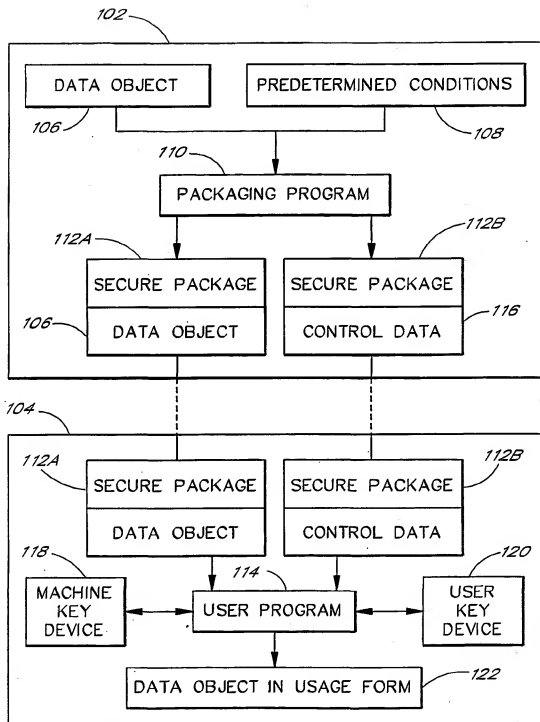 102
DATA OBJECT
PREDETERMINED CONDITIONS
106
108
110
PACKAGING PROGRAM
112A
112B
SECURE PACKAGE
SECURE PACKAGE
106
DATA OBJECT
CONTROL DATA
116
104
112A
112B
SECURE PACKAGE
SECURE PACKAGE
DATA OBJECT
CONTROL DATA
118
114
120
MACHINE
KEY
DEVICE
USER PROGRAM
USER
KEY
DEVICE
DATA OBJECT IN USAGE FORM
122